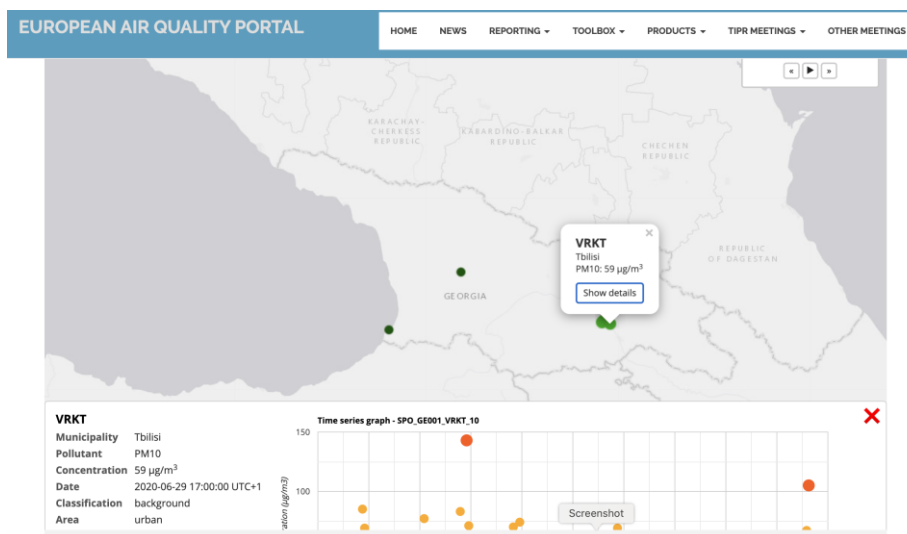 EUROPEAN AIR QUALITY PORTAL
HOME NEWS REPORTING TOOLBOX PRODUCTS TIPR MEETINGS OTHER MEETINGS
« ▶ »
KARACHAY-
CHERKESS
REPUBLIC
KABARDINO-BALKAR
REPUBLIC
CHECHEN
REPUBLIC
REPUBLIC
OF DAGESTAN
GEORGIA
VRKT ×
Tbilisi
PM10: 59 µg/m³
Show details
VRKT
Municipality Tbilisi
Pollutant PM10
Concentration 59 µg/m³
Date 2020-06-29 17:00:00 UTC+1
Classification background
Area urban
Time series graph - SPO_GE001_VRKT_10
150
100
ration (µg/m3)
Screenshot